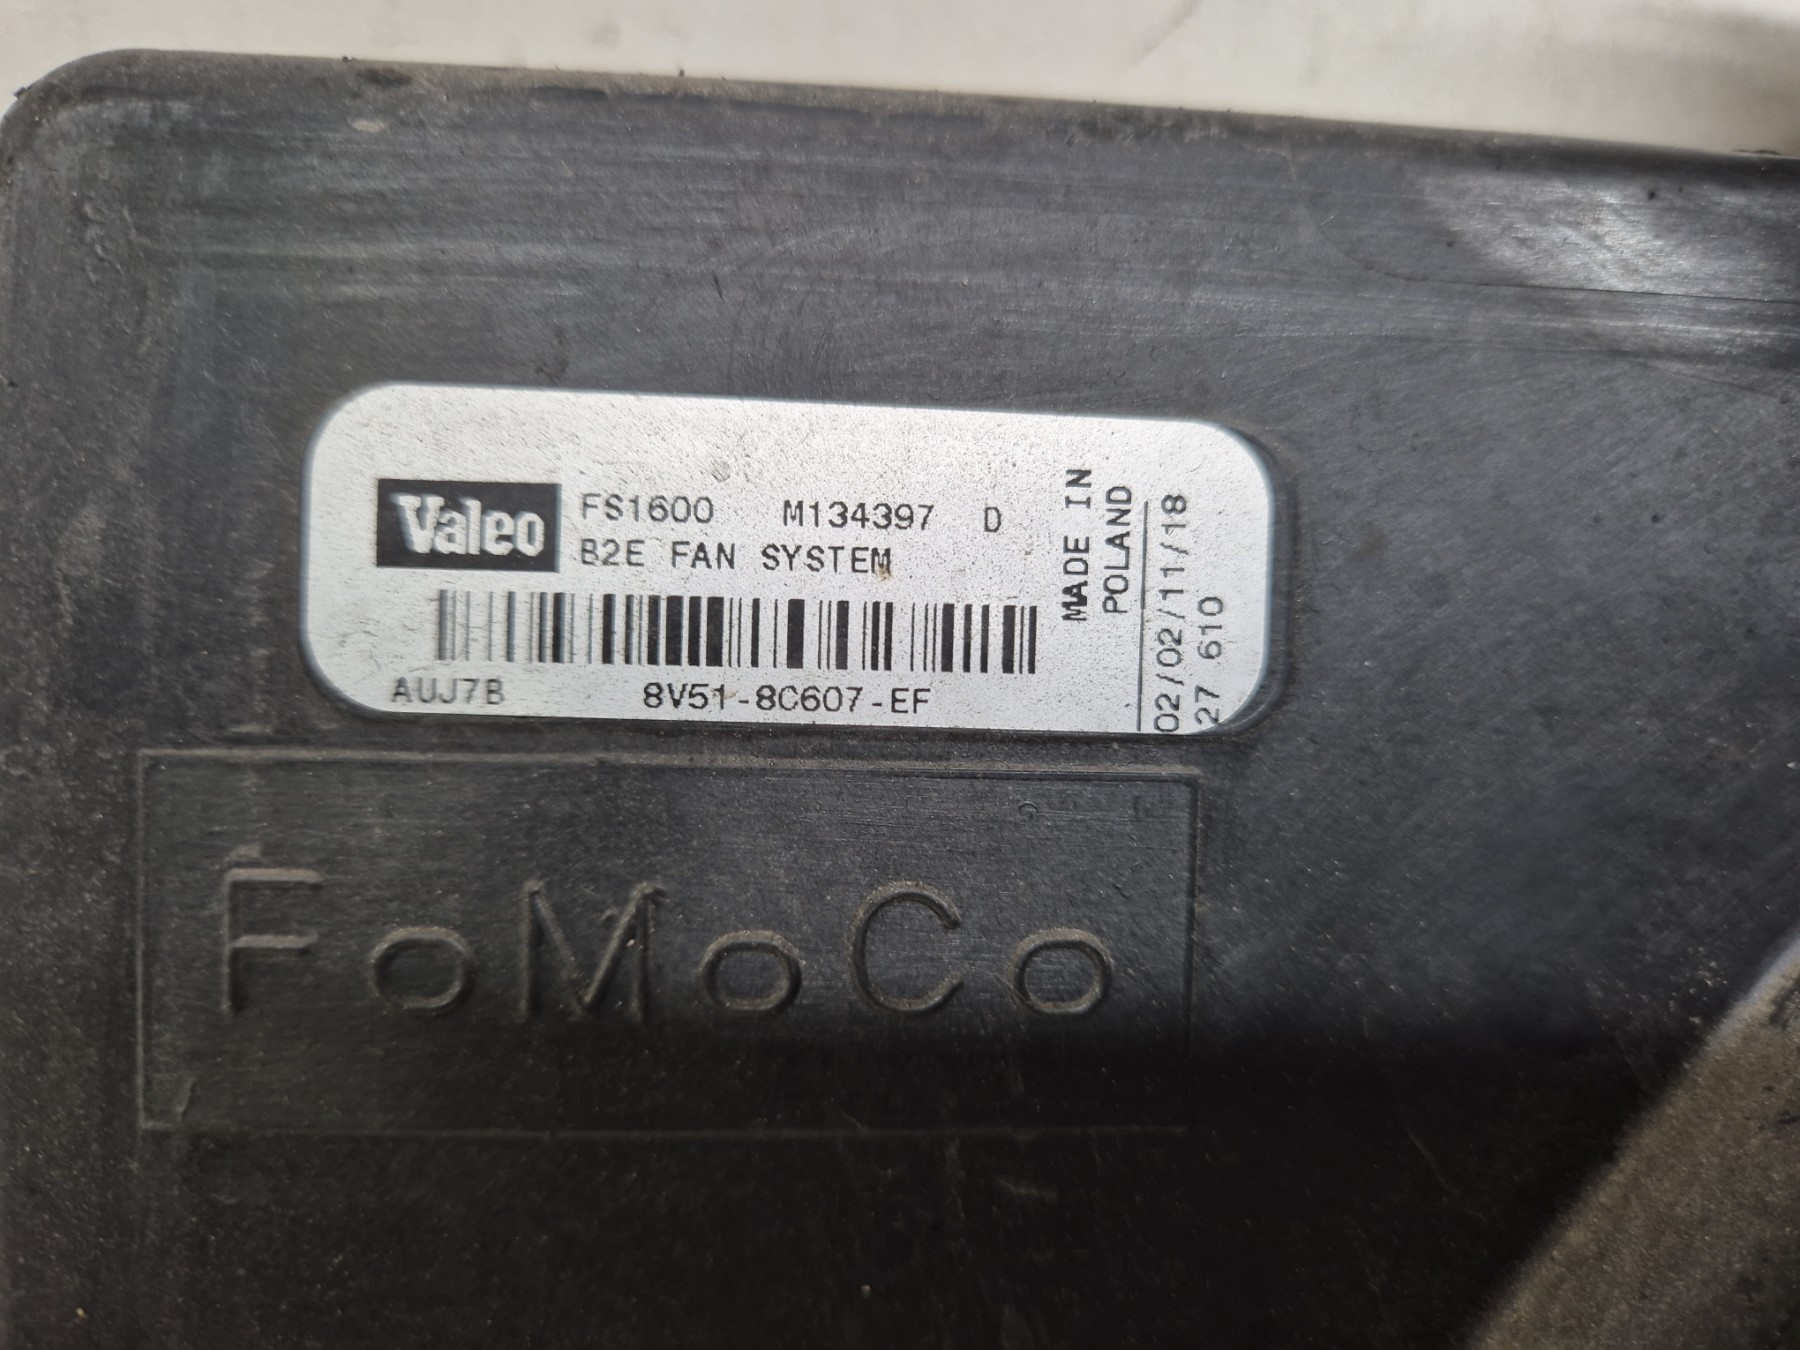 Valeo
FS1600 M134397 D
B2E FAN SYSTEM
AUJ7B 8V51-8C607-EF
MADE IN
POLAND
02/02/11/18
27 610
FoMoCo